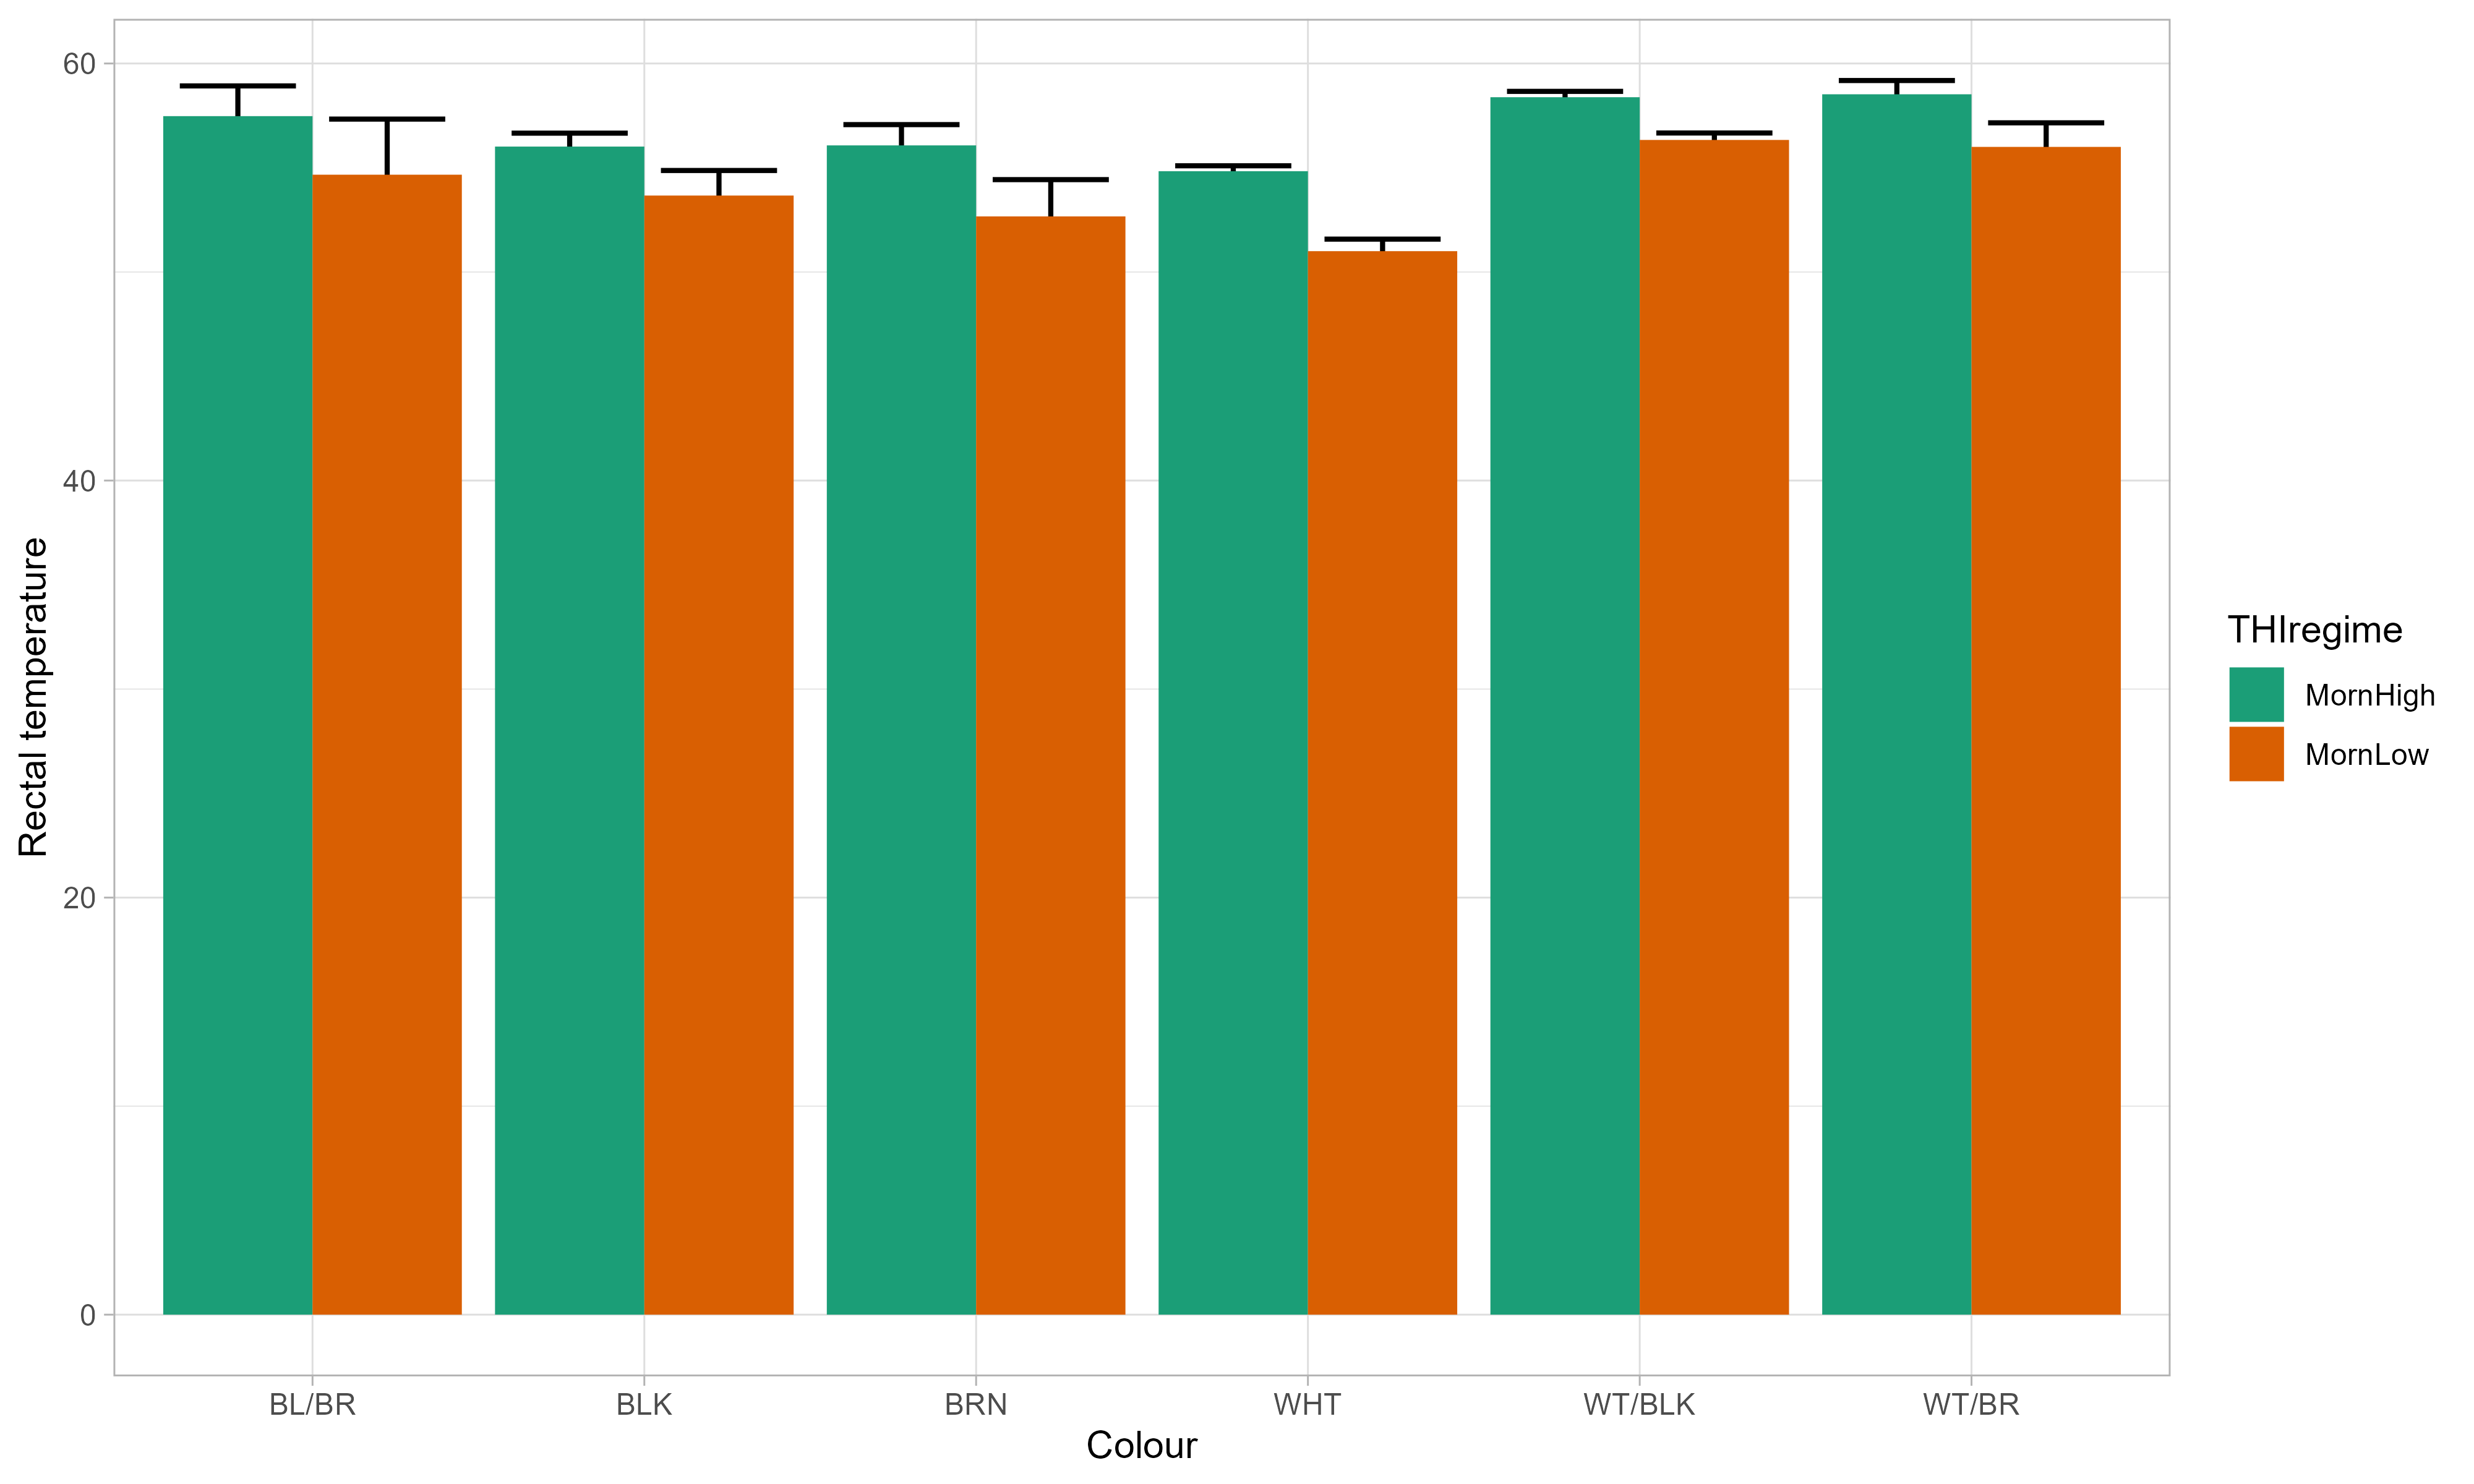 60
40
20
0
Rectal temperature
BL/BR BLK BRN WHT WT/BLK WT/BR
Colour
THIregime
MornHigh
MornLow